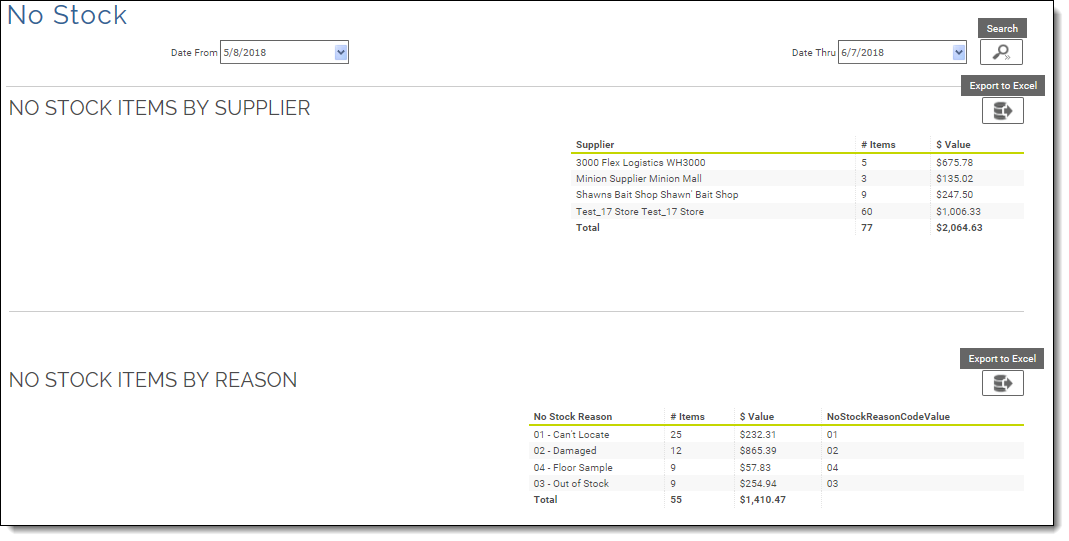 No Stock
Search
Date From 5/8/2018 Date Thru 6/7/2018
Export to Excel
NO STOCK ITEMS BY SUPPLIER
Supplier # Items $ Value
3000 Flex Logistics WH3000 5 $675.78
Minion Supplier Minion Mall 3 $135.02
Shawns Bait Shop Shawn' Bait Shop 9 $247.50
Test_17 Store Test_17 Store 60 $1,006.33
Total 77 $2,064.63
Export to Excel
NO STOCK ITEMS BY REASON
No Stock Reason # Items $ Value NoStockReasonCodeValue
01 - Can't Locate 25 $232.31 01
02 - Damaged 12 $865.39 02
04 - Floor Sample 9 $57.83 04
03 - Out of Stock 9 $254.94 03
Total 55 $1,410.47